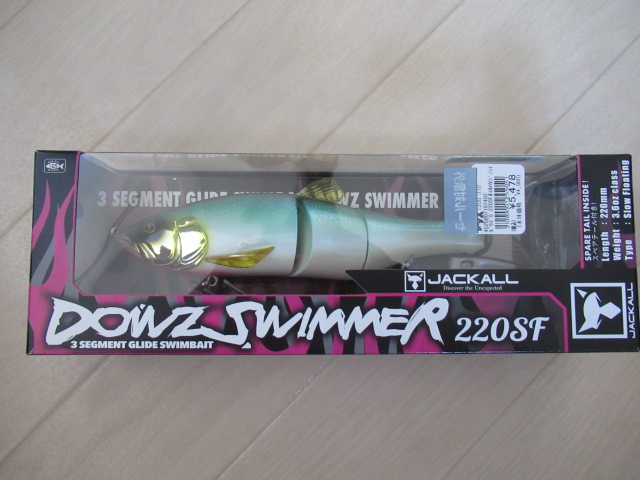 3 SEGMENT GLIDE
DOWZ SWIMMER
¥5,478
JACKALL
Discover the Unexpected
DOWZ SWIMMER 220SF
3 SEGMENT GLIDE SWIMBAIT
SPARE TAIL INSIDE!
スペアテール付き!
Length : 220mm
Weight : 3.6oz class
Type : Slow Floating
JACKALL